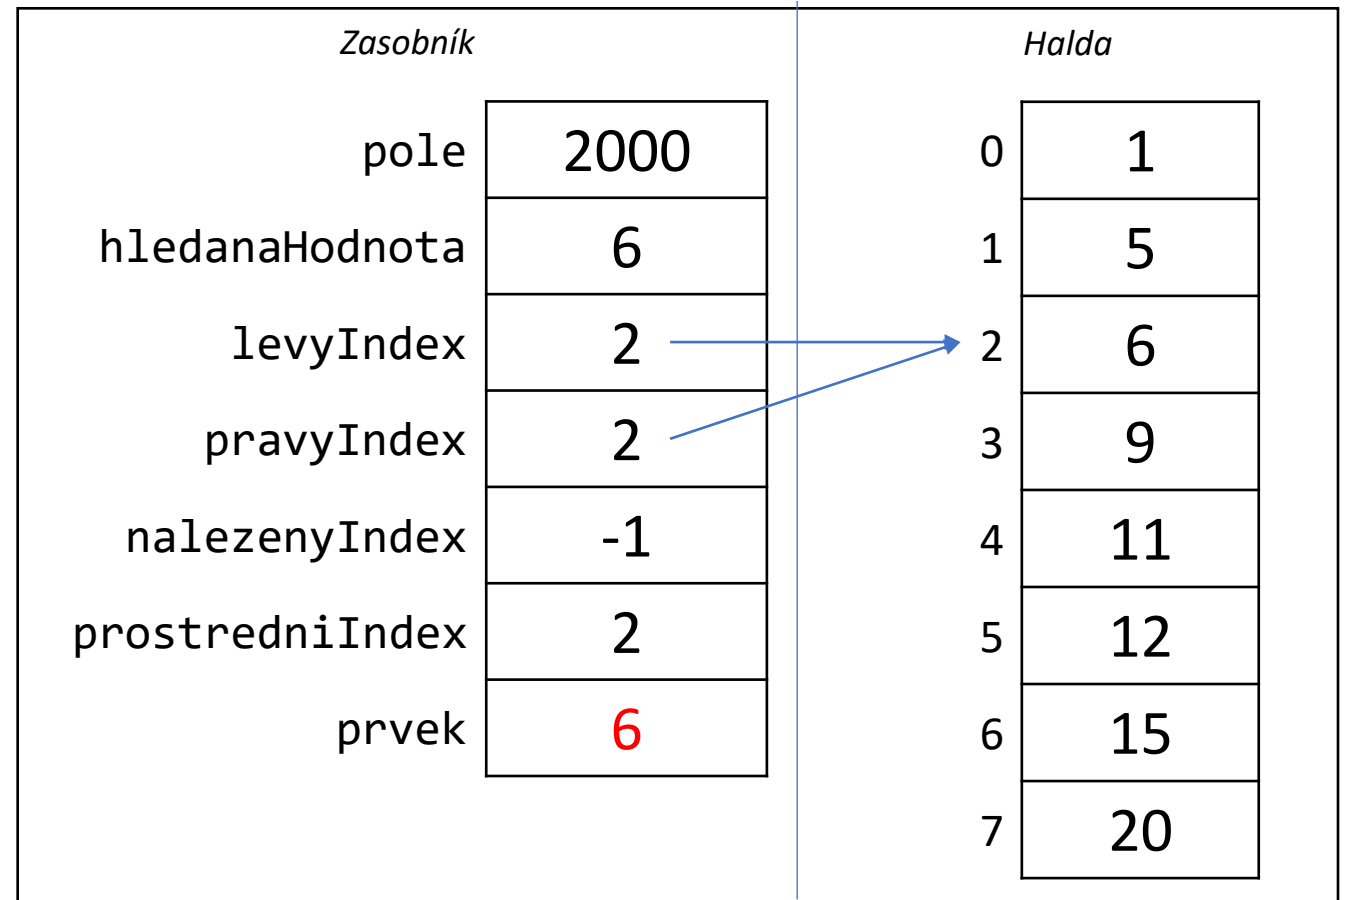 Zasobník Halda
pole 2000 0 1
hledanaHodnota 6 1 5
levyIndex 2 2 6
pravyIndex 2 3 9
nalezenyIndex -1 4 11
prostredniIndex 2 5 12
prvek 6 6 15
7 20